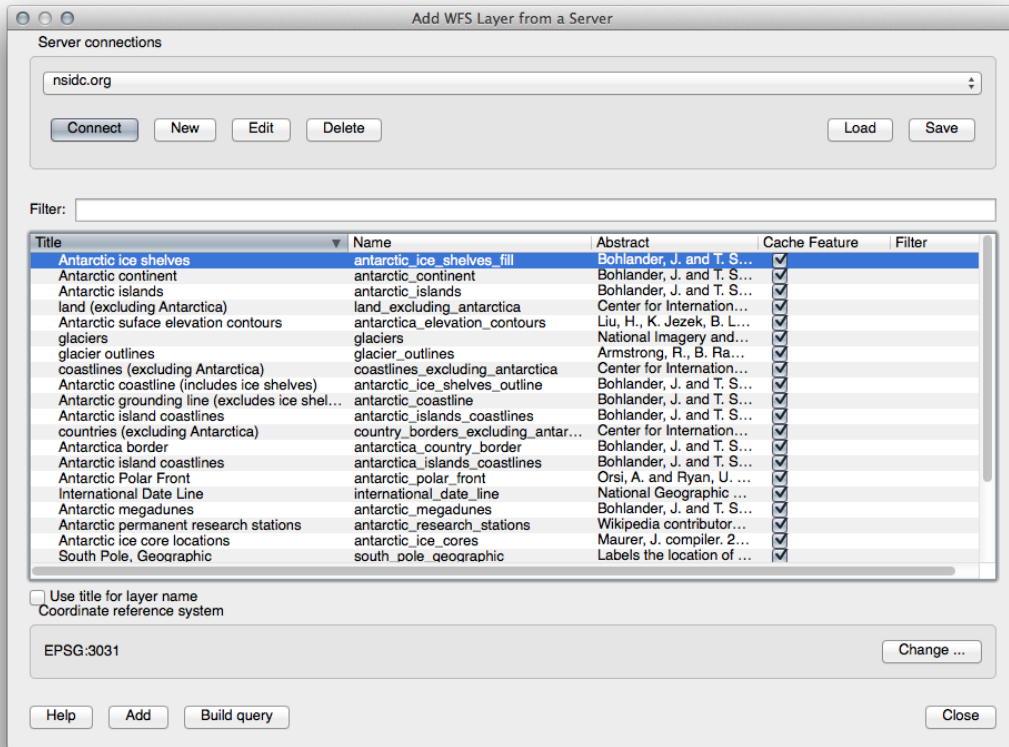 Add WFS Layer from a Server
Server connections
nsidc.org
Connect New Edit Delete Load Save
Filter:
Title Name Abstract Cache Feature Filter
Antarctic ice shelves antarctic_ice_shelves_fill Bohlander, J. and T. S...
Antarctic continent antarctic_continent Bohlander, J. and T. S...
Antarctic islands antarctic_islands Bohlander, J. and T. S...
land (excluding Antarctica) land_excluding_antarctica Center for Internation...
Antarctic suface elevation contours antarctica_elevation_contours Liu, H., K. Jezek, B. L...
glaciers glaciers National Imagery and...
glacier outlines glacier_outlines Armstrong, R., B. Ra...
coastlines (excluding Antarctica) coastlines_excluding_antarctica Center for Internation...
Antarctic coastline (includes ice shelves) antarctic_ice_shelves_outline Bohlander, J. and T. S...
Antarctic grounding line (excludes ice shel... antarctic_coastline Bohlander, J. and T. S...
Antarctic island coastlines antarctic_islands_coastlines Bohlander, J. and T. S...
countries (excluding Antarctica) country_borders_excluding_antar... Center for Internation...
Antarctica border antarctica_country_border Bohlander, J. and T. S...
Antarctic island coastlines antarctica_islands_coastlines Bohlander, J. and T. S...
Antarctic Polar Front antarctic_polar_front Orsi, A. and Ryan, U. ...
International Date Line international_date_line National Geographic ...
Antarctic megadunes antarctic_megadunes Bohlander, J. and T. S...
Antarctic permanent research stations antarctic_research_stations Wikipedia contributor...
Antarctic ice core locations antarctic_ice_cores Maurer, J. compiler. 2...
South Pole, Geographic south_pole_geographic Labels the location of ...
Use title for layer name
Coordinate reference system
EPSG:3031 Change ...
Help Add Build query Close